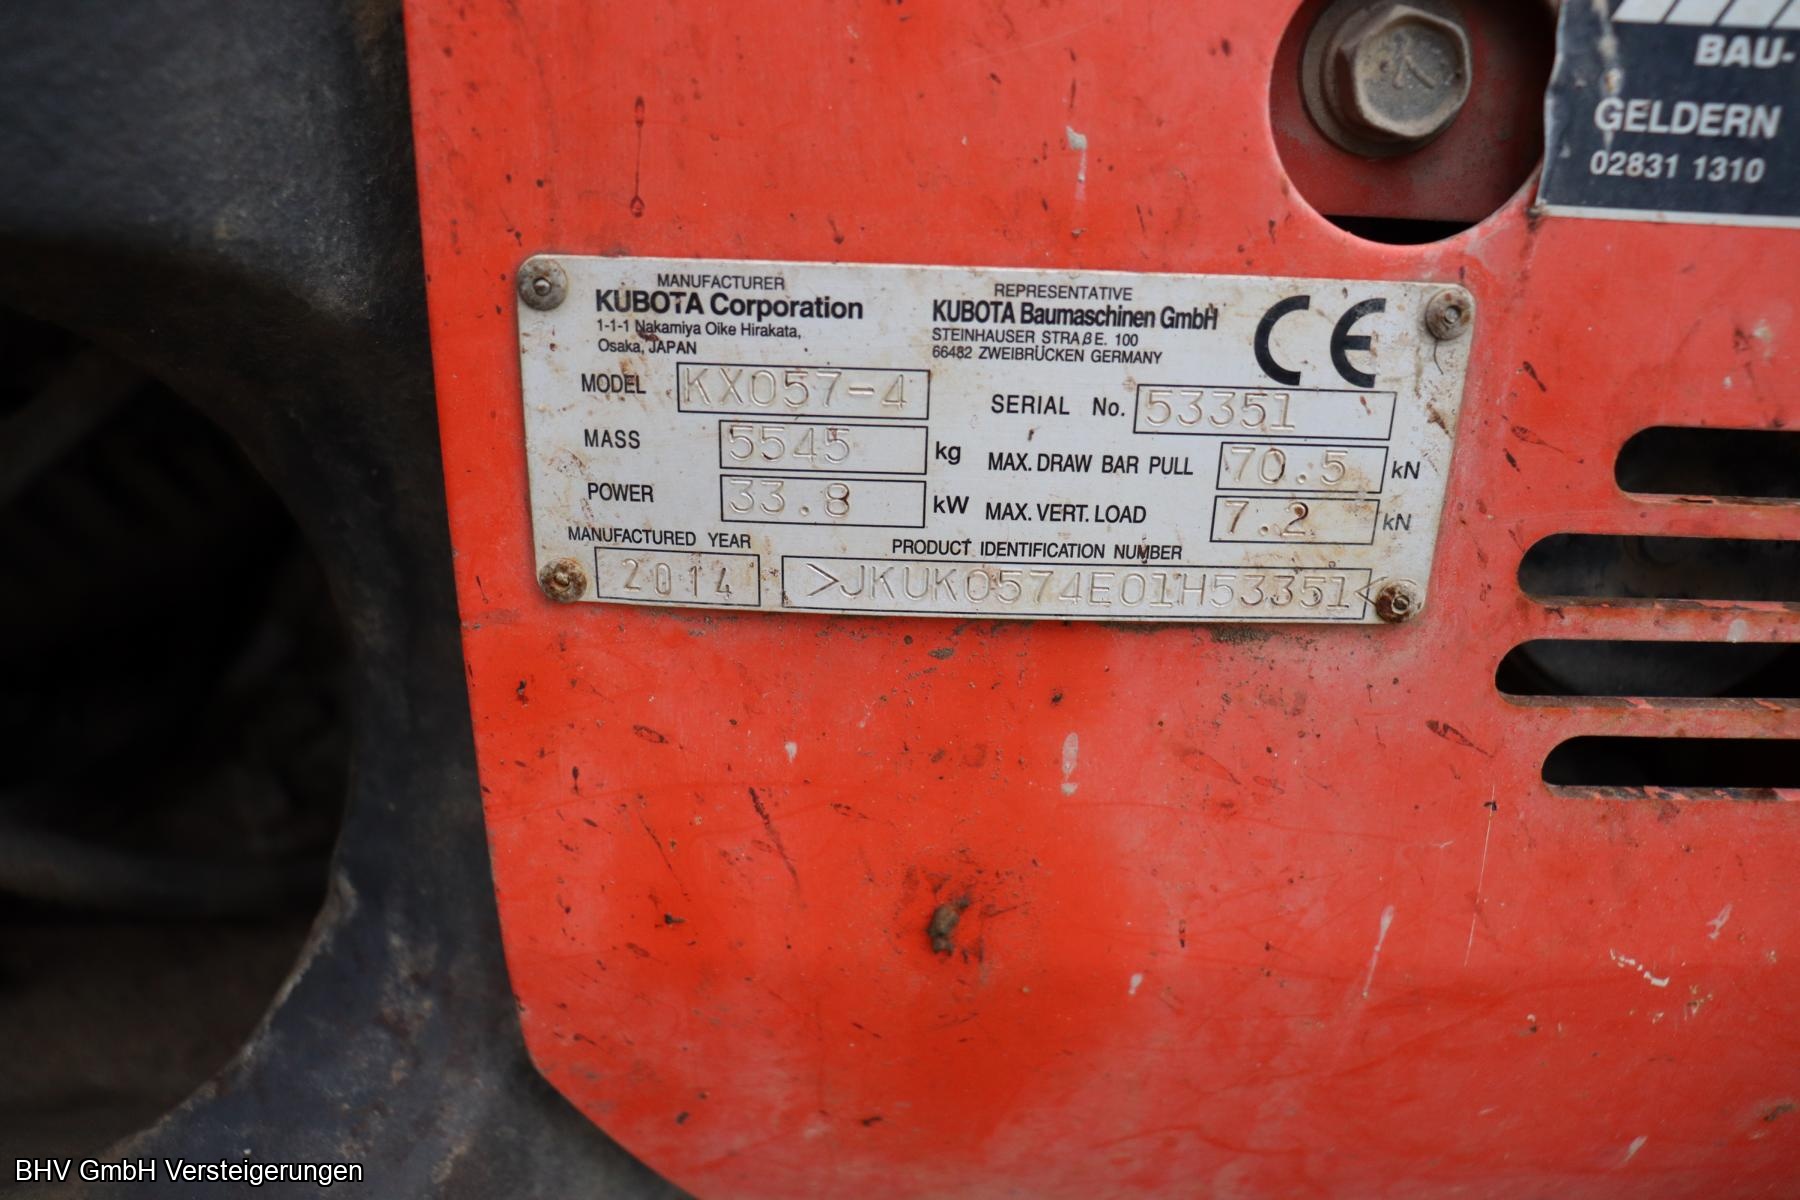 BAU-
GELDERN
02831 1310
MANUFACTURER
KUBOTA Corporation
1-1-1 Nakamiya Oike Hirakata,
Osaka, JAPAN
REPRESENTATIVE
KUBOTA Baumaschinen GmbH
STEINHAUSER STRAßE. 100
66482 ZWEIBRÜCKEN GERMANY
CE
MODEL KX057-4
SERIAL No. 53351
MASS 5545 kg
MAX. DRAW BAR PULL 70.5 kN
POWER 33.8 kW
MAX. VERT. LOAD 7.2 kN
MANUFACTURED YEAR
2014
PRODUCT IDENTIFICATION NUMBER
>JKUK0574E01H53351<
BHV GmbH Versteigerungen